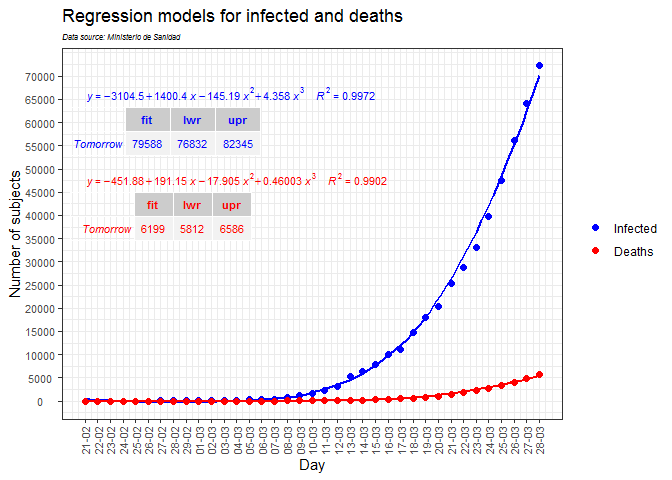 Regression models for infected and deaths
Data source: Ministerio de Sanidad
Number of subjects
70000
65000
60000
55000
50000
45000
40000
35000
30000
25000
20000
15000
10000
5000
0
y = −3104.5 + 1400.4 x − 145.19 x² + 4.358 x³ R² = 0.9972
fit lwr upr
Tomorrow 79588 76832 82345
y = −451.88 + 191.15 x − 17.905 x² + 0.46003 x³ R² = 0.9902
fit lwr upr
Tomorrow 6199 5812 6586
Infected
Deaths
21-02 22-02 23-02 24-02 25-02 26-02 27-02 28-02 29-02 01-03 02-03 03-03 04-03 05-03 06-03 07-03 08-03 09-03 10-03 11-03 12-03 13-03 14-03 15-03 16-03 17-03 18-03 19-03 20-03 21-03 22-03 23-03 24-03 25-03 26-03 27-03 28-03
Day